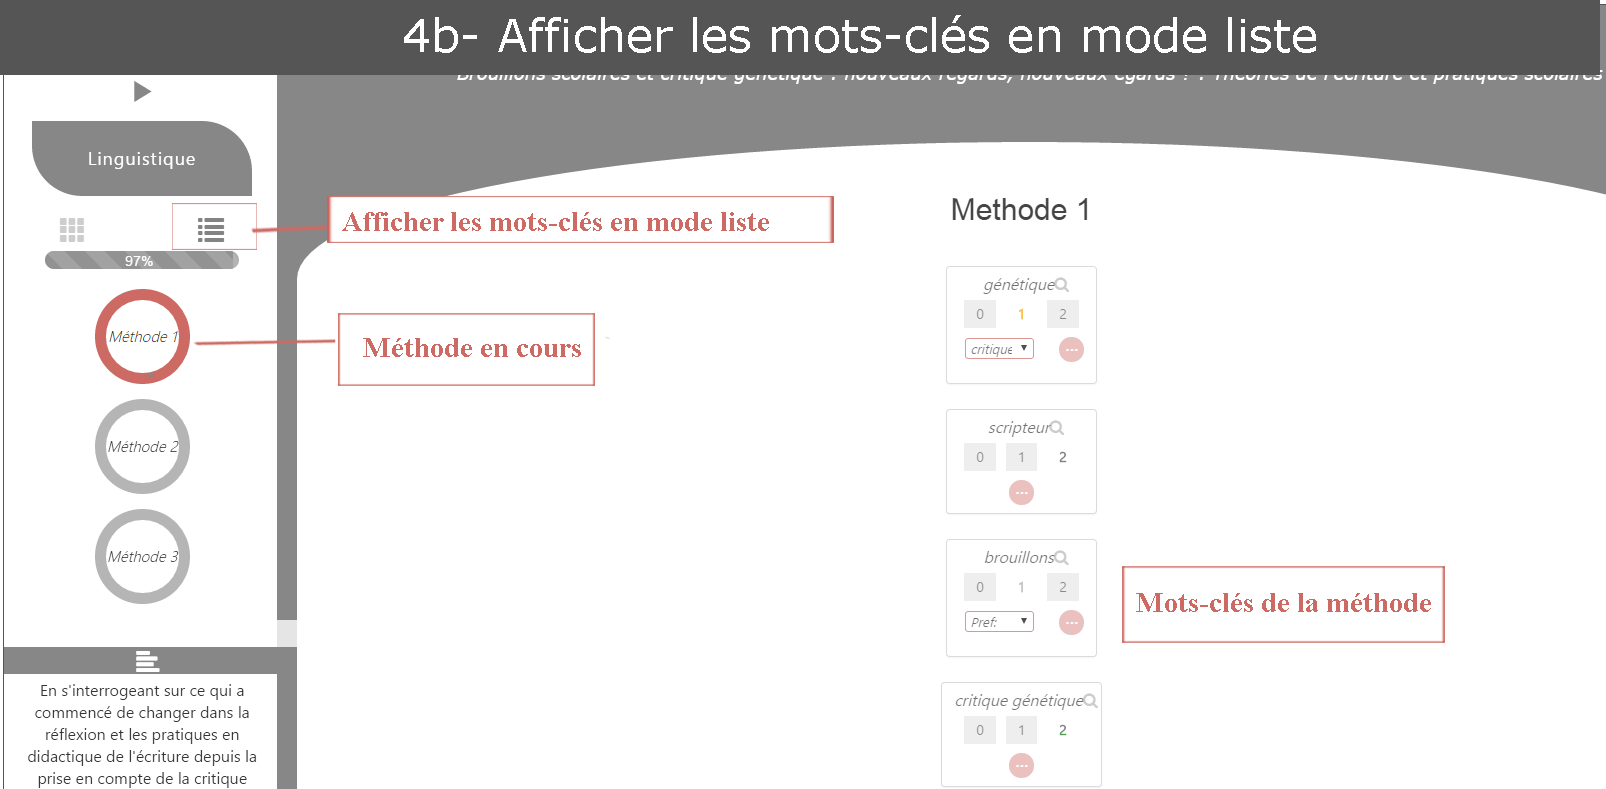 4b- Afficher les mots-clés en mode liste
Brouillons scolaires et critique génétique : nouveaux regards, nouveaux égards ? : Théories de l'écriture et pratiques scolaires
Linguistique
97%
Méthode 1
Méthode 2
Méthode 3
En s'interrogeant sur ce qui a
commencé de changer dans la
réflexion et les pratiques en
didactique de l'écriture depuis la
prise en compte de la critique
Afficher les mots-clés en mode liste
Méthode en cours
Methode 1
génétique
0 1 2
critique
scripteur
0 1 2
brouillons
0 1 2
Pref:
Mots-clés de la méthode
critique génétique
0 1 2